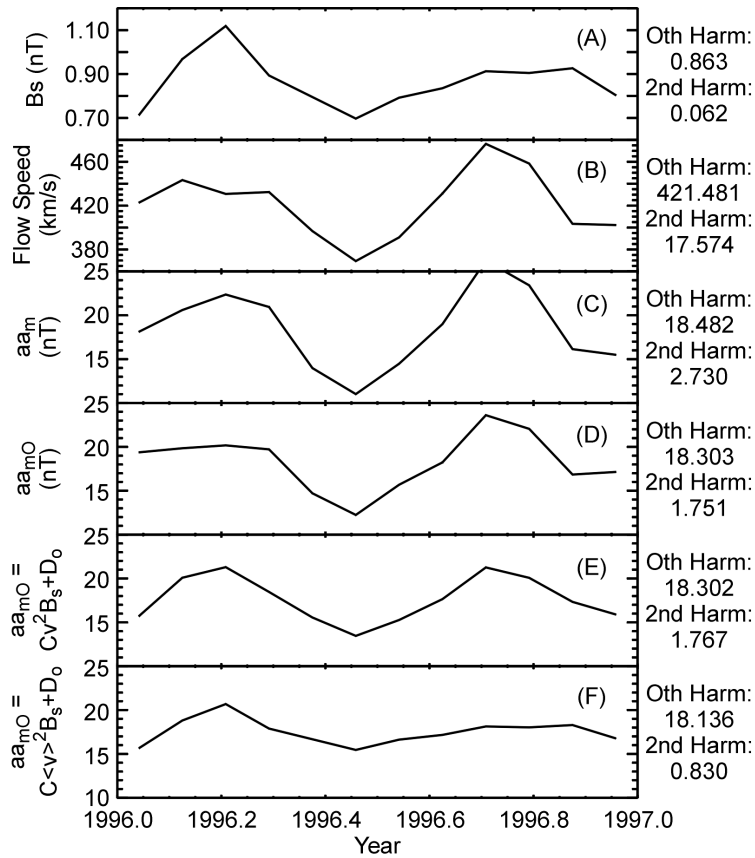 Bs (nT)
1.10
0.90
0.70
(A)
Oth Harm:
0.863
2nd Harm:
0.062
Flow Speed
(km/s)
460
420
380
(B)
Oth Harm:
421.481
2nd Harm:
17.574
aam
(nT)
25
20
15
(C)
Oth Harm:
18.482
2nd Harm:
2.730
aamO
(nT)
25
20
15
(D)
Oth Harm:
18.303
2nd Harm:
1.751
aamO =
Cv²Bs+Do
25
20
15
(E)
Oth Harm:
18.302
2nd Harm:
1.767
aamO =
C<v>²Bs+Do
25
20
15
10
(F)
Oth Harm:
18.136
2nd Harm:
0.830
1996.0 1996.2 1996.4 1996.6 1996.8 1997.0
Year